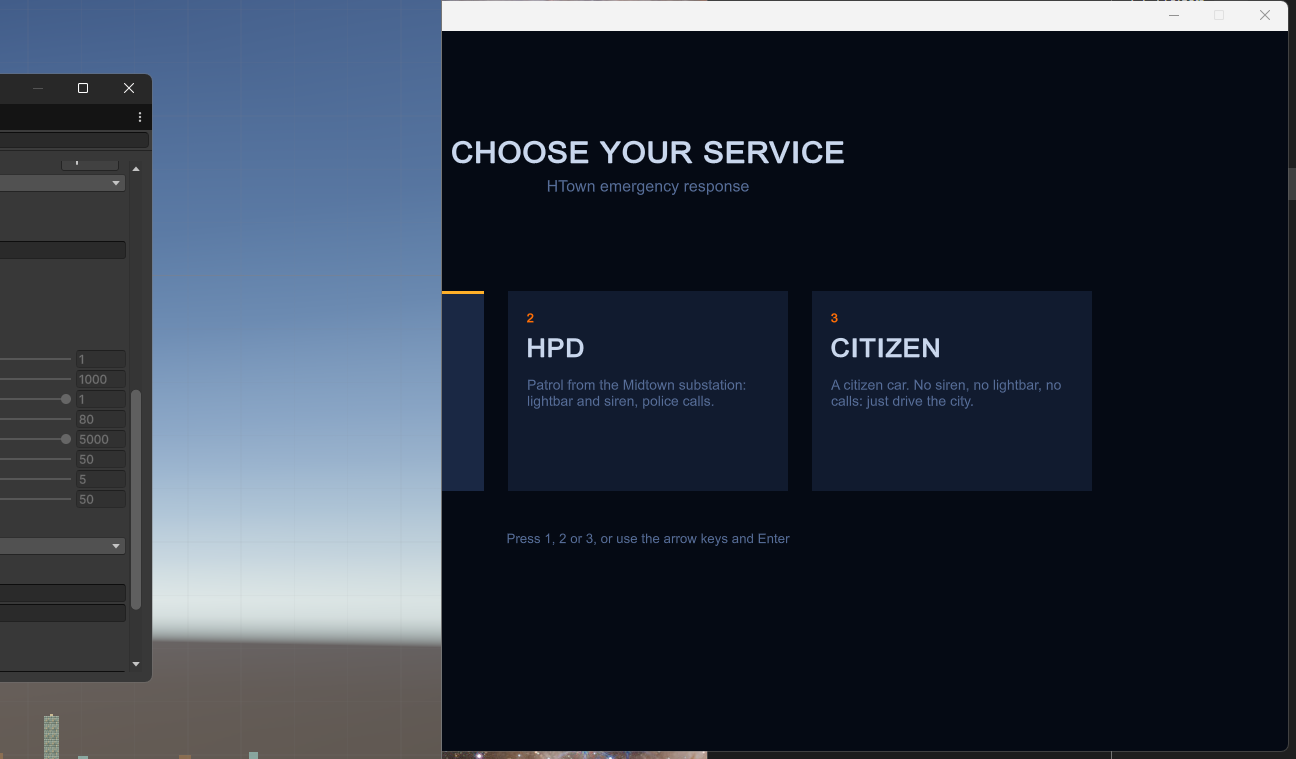 CHOOSE YOUR SERVICE
HTown emergency response
2
HPD
Patrol from the Midtown substation:
lightbar and siren, police calls.
3
CITIZEN
A citizen car. No siren, no lightbar, no
calls: just drive the city.
Press 1, 2 or 3, or use the arrow keys and Enter
1
1000
1
80
5000
50
5
50